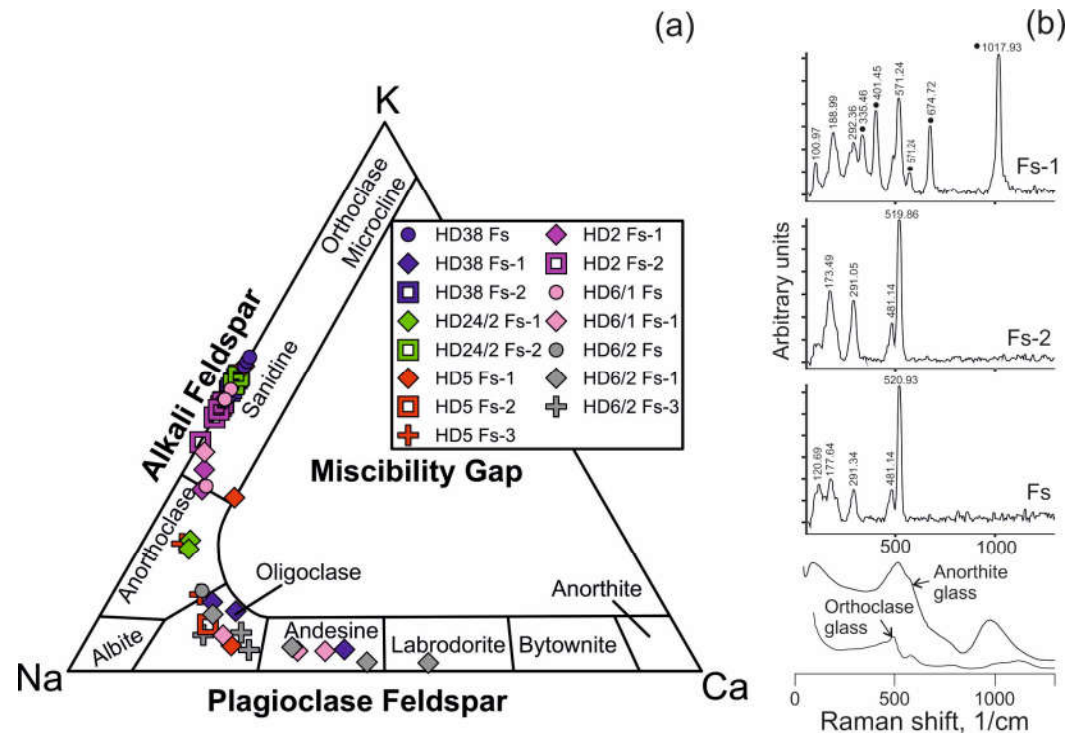 (a)
K
Orthoclase
Microcline
Alkali Feldspar
Sanidine
HD38 Fs
HD38 Fs-1
HD38 Fs-2
HD24/2 Fs-1
HD24/2 Fs-2
HD5 Fs-1
HD5 Fs-2
HD5 Fs-3
HD2 Fs-1
HD2 Fs-2
HD6/1 Fs
HD6/1 Fs-1
HD6/2 Fs
HD6/2 Fs-1
HD6/2 Fs-3
Miscibility Gap
Anorthoclase
Oligoclase
Anorthite
Albite
Andesine
Labrodorite
Bytownite
Na
Ca
Plagioclase Feldspar
(b)
Arbitrary units
100.97
188.99
292.36
335.46
401.45
571.24
571.24
674.72
1017.93
Fs-1
173.49
291.05
481.14
519.86
Fs-2
120.69
177.64
291.34
481.14
520.93
Fs
500
1000
Anorthite
glass
Orthoclase
glass
0
500
1000
Raman shift, 1/cm